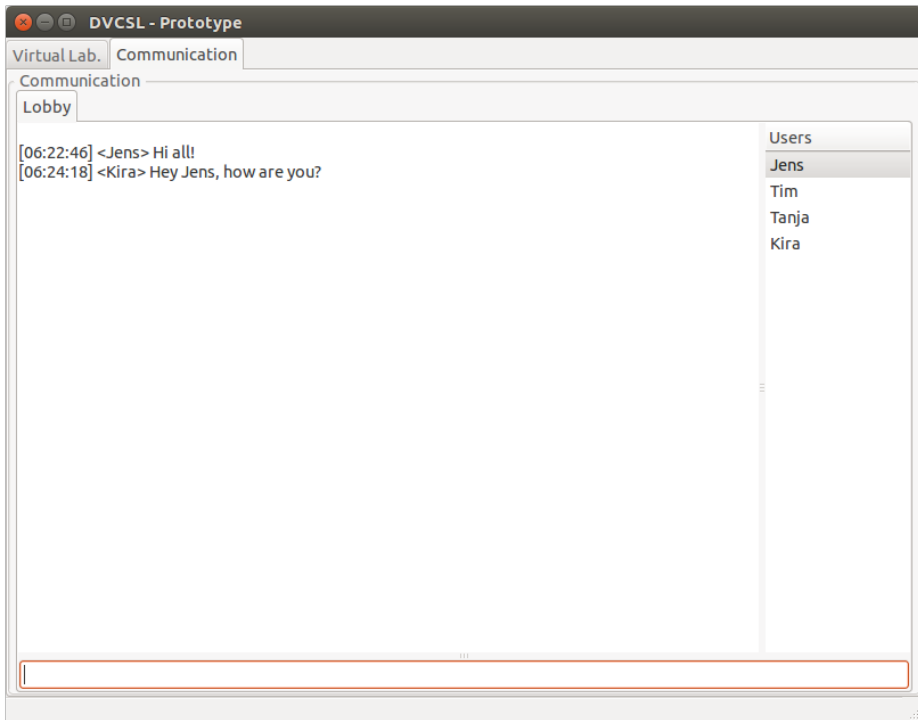 DVCSL - Prototype
Virtual Lab. Communication
Communication
Lobby
Users
[06:22:46] <Jens> Hi all!
[06:24:18] <Kira> Hey Jens, how are you?
Jens
Tim
Tanja
Kira